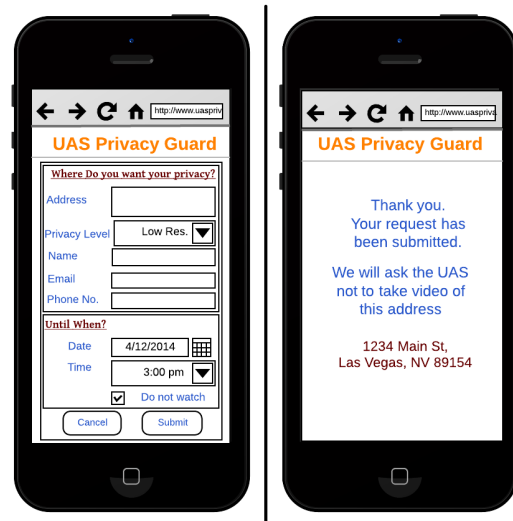 http://www.uaspriv
UAS Privacy Guard
Where Do you want your privacy?
Address
Privacy Level Low Res.
Name
Email
Phone No.
Until When?
Date 4/12/2014
Time 3:00 pm
Do not watch
Cancel Submit
http://www.uaspriva
UAS Privacy Guard
Thank you.
Your request has
been submitted.
We will ask the UAS
not to take video of
this address
1234 Main St,
Las Vegas, NV 89154